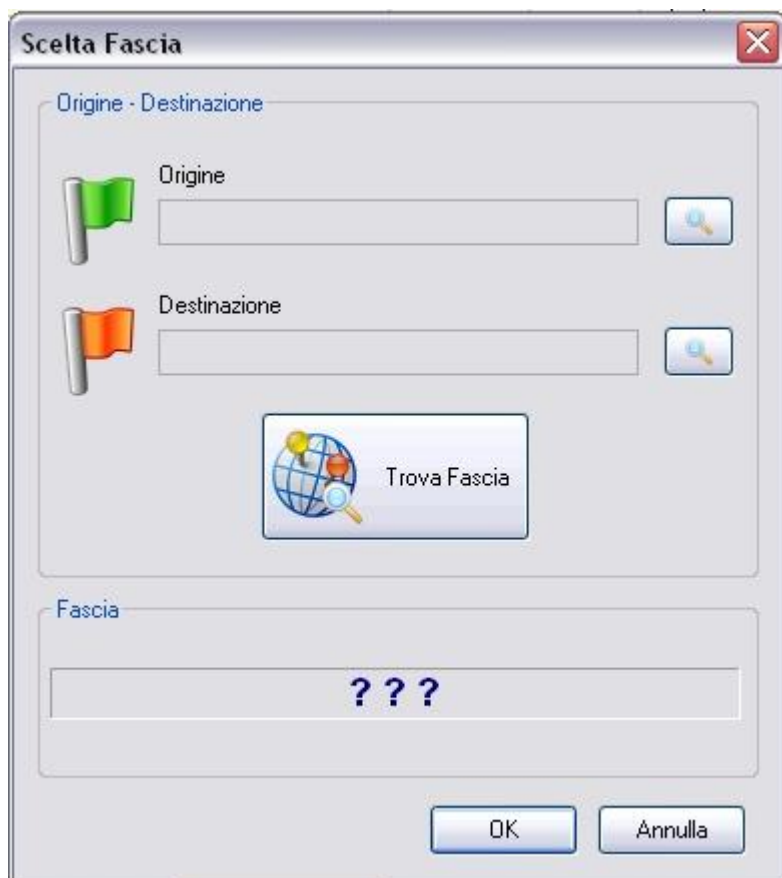 Scelta Fascia
Origine - Destinazione
Origine
Destinazione
Trova Fascia
Fascia
? ? ?
OK
Annulla